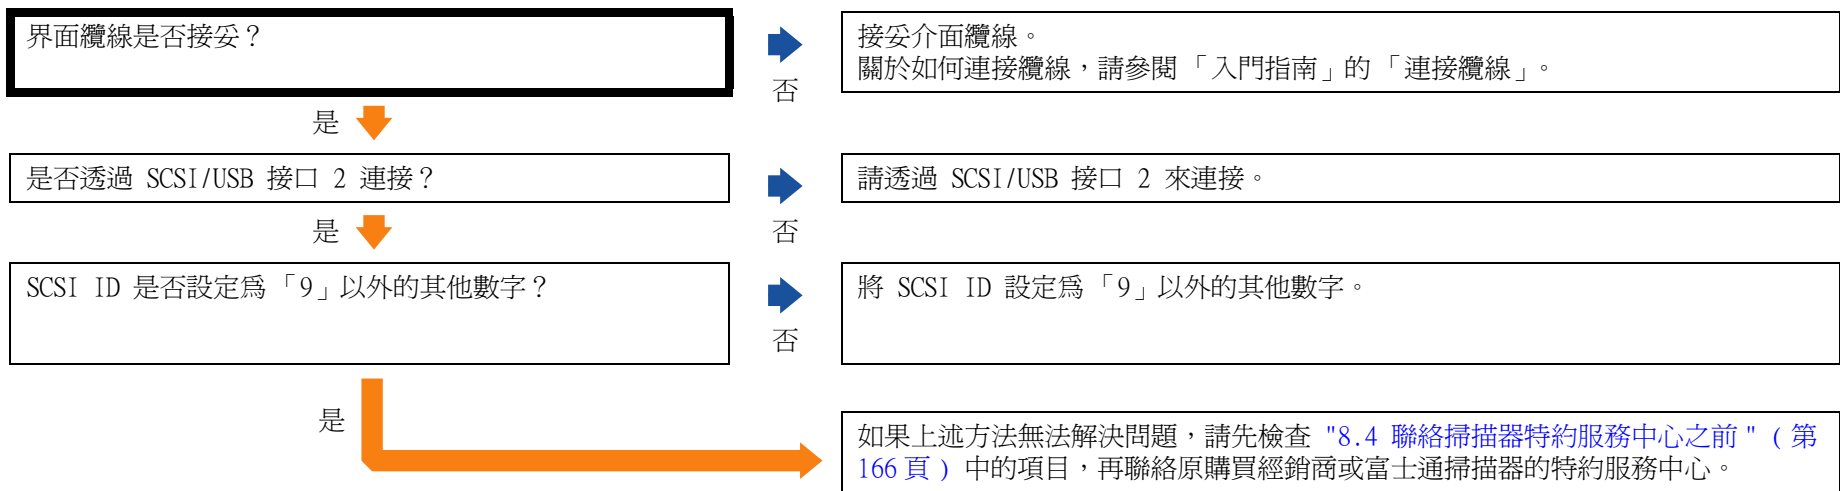 界面纜線是否接妥？
否
接妥介面纜線。
關於如何連接纜線，請參閱「入門指南」的「連接纜線」。
是
是否透過 SCSI/USB 接口 2 連接？
否
請透過 SCSI/USB 接口 2 來連接。
是
SCSI ID 是否設定爲「9」以外的其他數字？
否
將 SCSI ID 設定爲「9」以外的其他數字。
是
如果上述方法無法解決問題，請先檢查 "8.4 聯絡掃描器特約服務中心之前" (第
166 頁) 中的項目，再聯絡原購買經銷商或富士通掃描器的特約服務中心。